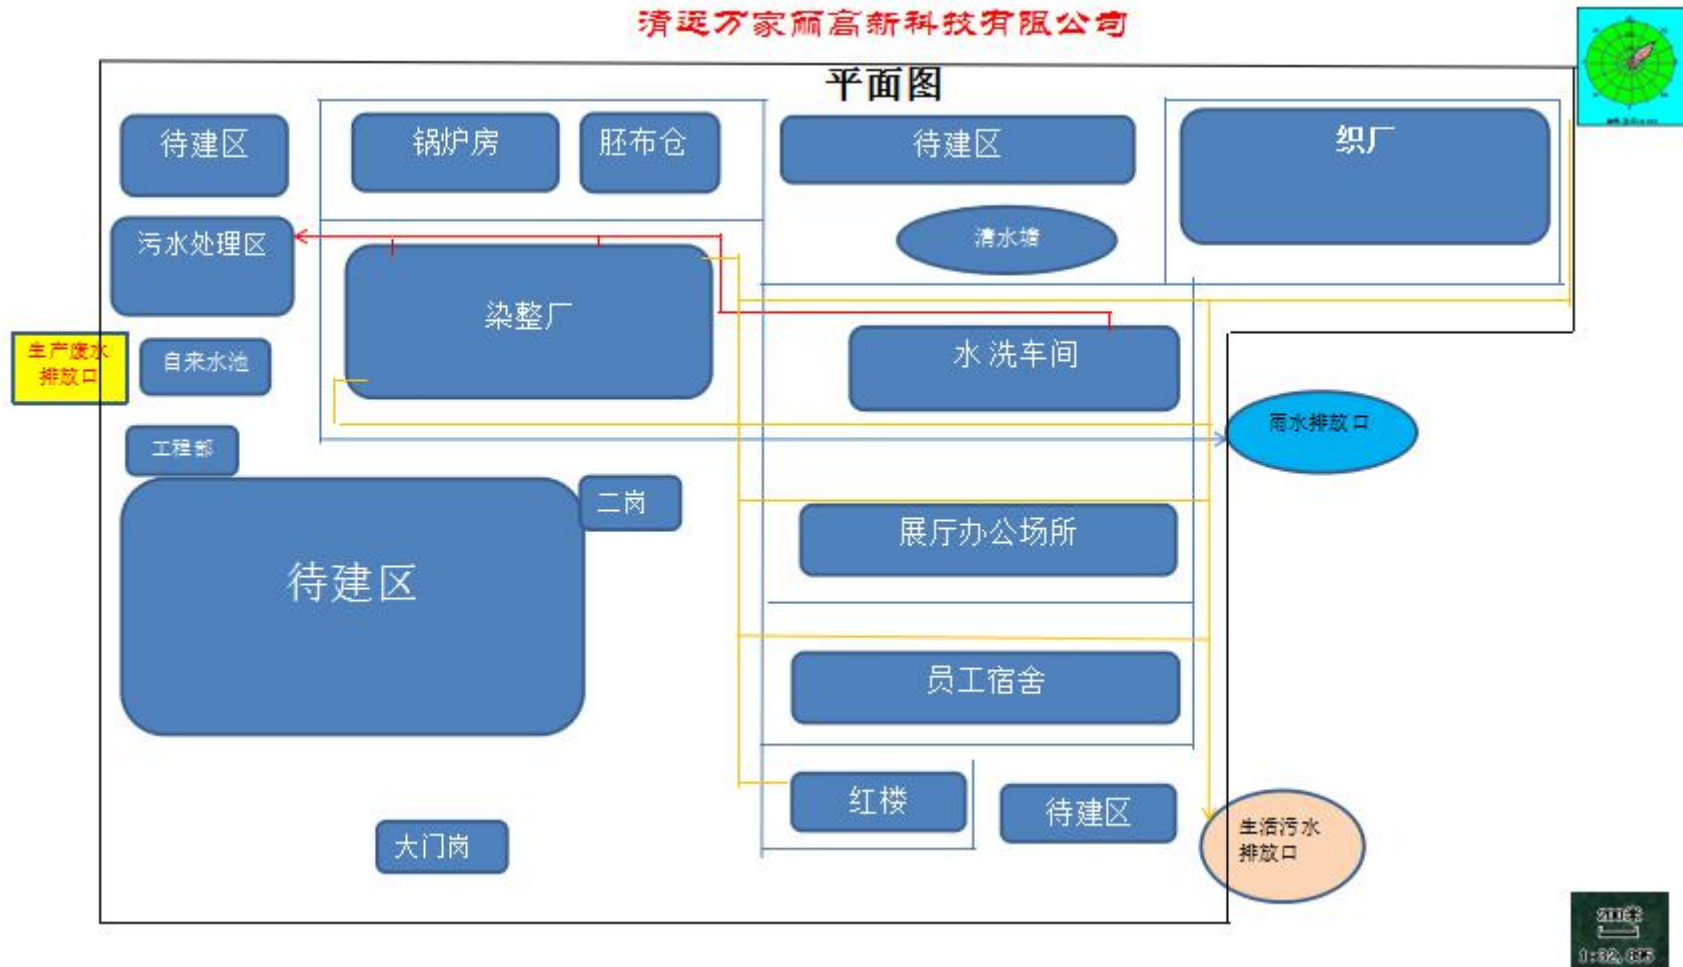 清远万家丽高新科技有限公司
平面图
待建区
锅炉房
胚布仓
待建区
织厂
污水处理区
清水塘
染整厂
水洗车间
生产废水
排放口
自来水池
雨水排放口
工程部
二岗
展厅办公场所
待建区
员工宿舍
红楼
待建区
大门岗
生活污水
排放口
200米